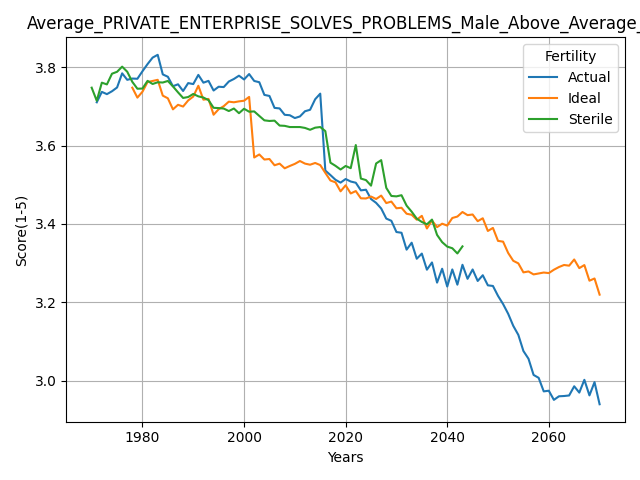 Average_PRIVATE_ENTERPRISE_SOLVES_PROBLEMS_Male_Above_Average_
Fertility
Actual
Ideal
Sterile
Score(1-5)
3.8
3.6
3.4
3.2
3.0
1980 2000 2020 2040 2060
Years